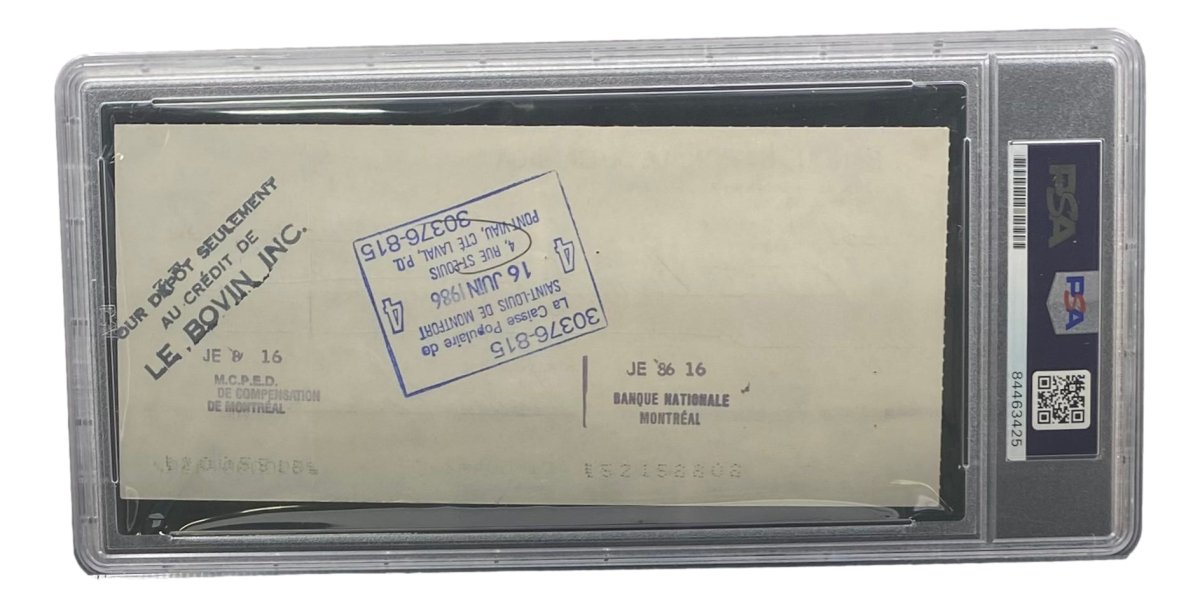 OUR DÉPÔT SEULEMENT
AU CRÉDIT DE
LE BOVIN INC.
30376-815
La Caisse Populaire de
SAINT-LOUIS DE MONTFORT
4 16 JUIN 1986 4
4, RUE ST-LOUIS
PONT-VIAU, CTÉ LAVAL P.Q.
30376-815
JE 8 16
M.C.P.E.D.
DE COMPENSATION
DE MONTRÉAL
JE 86 16
BANQUE NATIONALE
MONTRÉAL
52158808
PSA
PSA
84463425